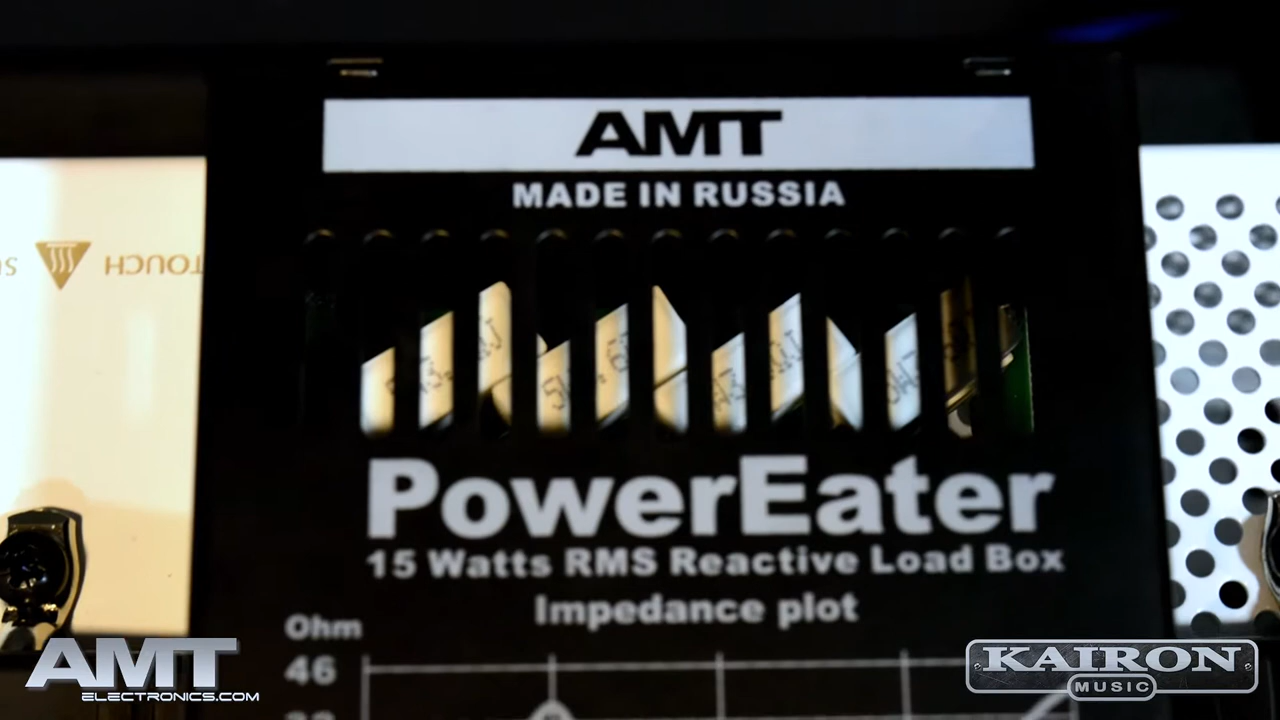 AMT
MADE IN RUSSIA
TOUCH
PowerEater
15 Watts RMS Reactive Load Box
Impedance plot
Ohm
46
AMT
ELECTRONICS.COM
KAIRON
MUSIC